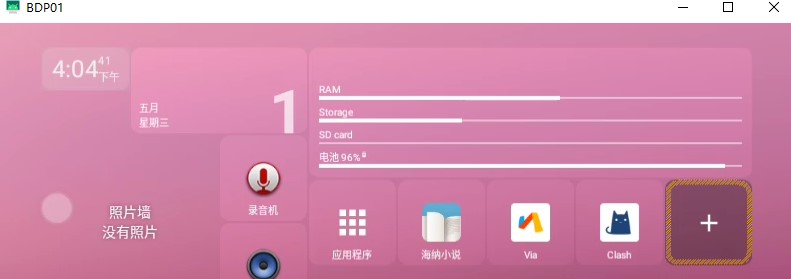 BDP01
4:04
41
下午
五月
星期三
1
RAM
Storage
SD card
电池 96%
录音机
照片墙
没有照片
应用程序
海纳小说
Via
Clash